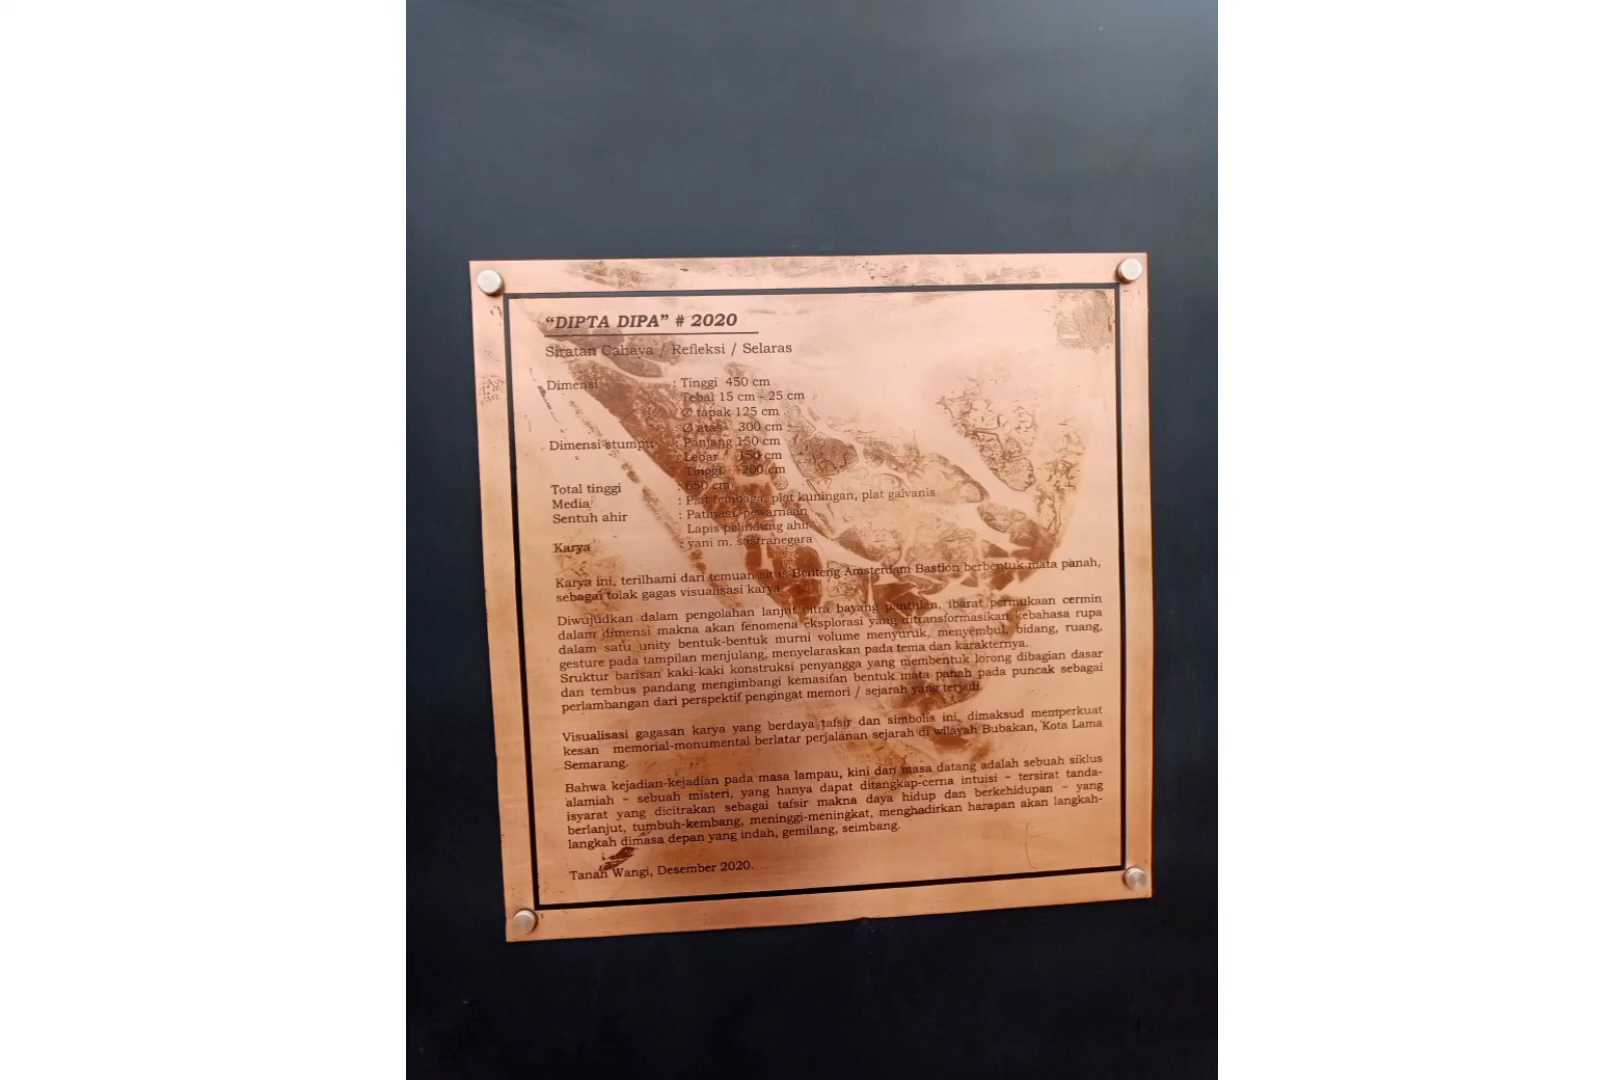 “DIPTA DIPA” # 2020
Siratan Cahaya / Refleksi / Selaras
Dimensi : Tinggi 450 cm
Tebal 15 cm - 25 cm
Ø tapak 125 cm
Ø atas 300 cm
Dimensi stumpu : Panjang 150 cm
Lebar 150 cm
Tinggi 200 cm
Total tinggi : 650 cm
Media : Plat tembaga, plat kuningan, plat galvanis
Sentuh ahir : Patinasi, pewarnaan
Lapis pelindung ahir
Karya : yani m. sastranegara
Karya ini, terilhami dari temuan situs Benteng Amsterdam Bastion berbentuk mata panah,
sebagai tolak gagas visualisasi karya.
Diwujudkan dalam pengolahan lanjut citra bayang pantulan, ibarat permukaan cermin
dalam dimensi makna akan fenomena eksplorasi yang ditransformasikan kebahasa rupa
dalam satu unity bentuk-bentuk murni volume menyuruk, menyembul, bidang, ruang,
gesture pada tampilan menjulang, menyelaraskan pada tema dan karakternya.
Sruktur barisan kaki-kaki konstruksi penyangga yang membentuk lorong dibagian dasar
dan tembus pandang mengimbangi kemasifan bentuk mata panah pada puncak sebagai
perlambangan dari perspektif pengingat memori / sejarah yang terjadi.
Visualisasi gagasan karya yang berdaya tafsir dan simbolis ini, dimaksud memperkuat
kesan memorial-monumental berlatar perjalanan sejarah di wilayah Bubakan, Kota Lama
Semarang.
Bahwa kejadian-kejadian pada masa lampau, kini dan masa datang adalah sebuah siklus
alamiah – sebuah misteri, yang hanya dapat ditangkap-cerna intuisi – tersirat tanda-
isyarat yang dicitrakan sebagai tafsir makna daya hidup dan berkehidupan – yang
berlanjut, tumbuh-kembang, meninggi-meningkat, menghadirkan harapan akan langkah-
langkah dimasa depan yang indah, gemilang, seimbang.
Tanah Wangi, Desember 2020.